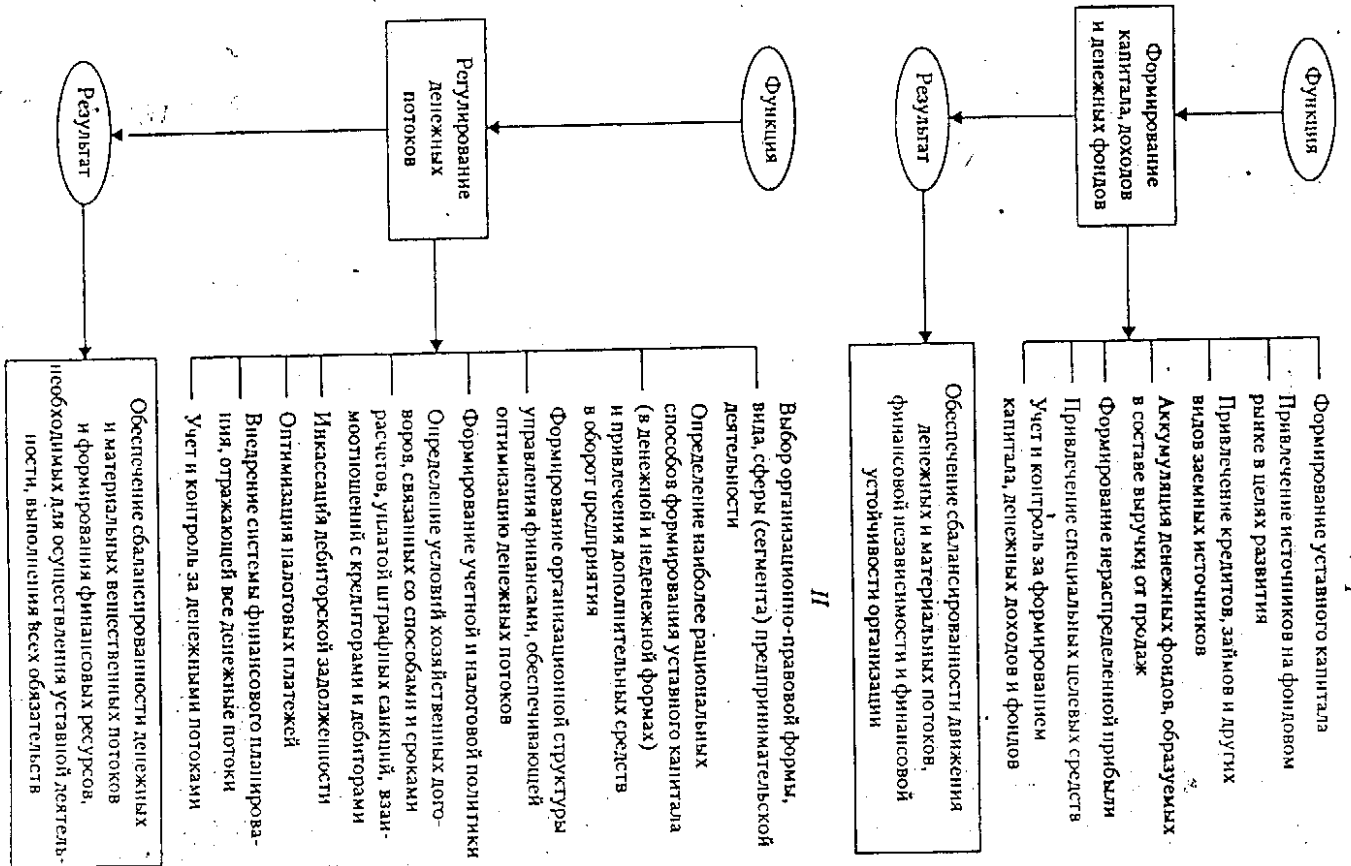 I
Функция
Формирование
капитала, доходов
и денежных фондов
Формирование уставного капитала
Привлечение источников на фондовом
рынке в целях развития
Привлечение кредитов, займов и других
видов заемных источников
Аккумуляция денежных фондов, образуемых
в составе выручки от продаж
Формирование нераспределенной прибыли
Привлечение специальных целевых средств
Учет и контроль за формированием
капитала, денежных доходов и фондов
Результат
Обеспечение сбалансированности движения
денежных и материальных потоков,
финансовой независимости и финансовой
устойчивости организации
II
Функция
Регулирование
денежных
потоков
Выбор организационно-правовой формы,
вида, сферы (сегмента) предпринимательской
деятельности
Определение наиболее рациональных
способов формирования уставного капитала
(в денежной и неденежной формах)
и привлечения дополнительных средств
в оборот предприятия
Формирование организационной структуры
управления финансами, обеспечивающей
оптимизацию денежных потоков
Формирование учетной и налоговой политики
Определение условий хозяйственных дого-
воров, связанных со способами и сроками
расчетов, уплатой штрафных санкций, взаи-
моотношений с кредиторами и дебиторами
Инкассация дебиторской задолженности
Оптимизация налоговых платежей
Внедрение системы финансового планирова-
ния, отражающей все денежные потоки
Учет и контроль за денежными потоками
Результат
Обеспечение сбалансированности денежных
и материальных вещественных потоков
и формирования финансовых ресурсов,
необходимых для осуществления уставной деятель-
ности, выполнения всех обязательств